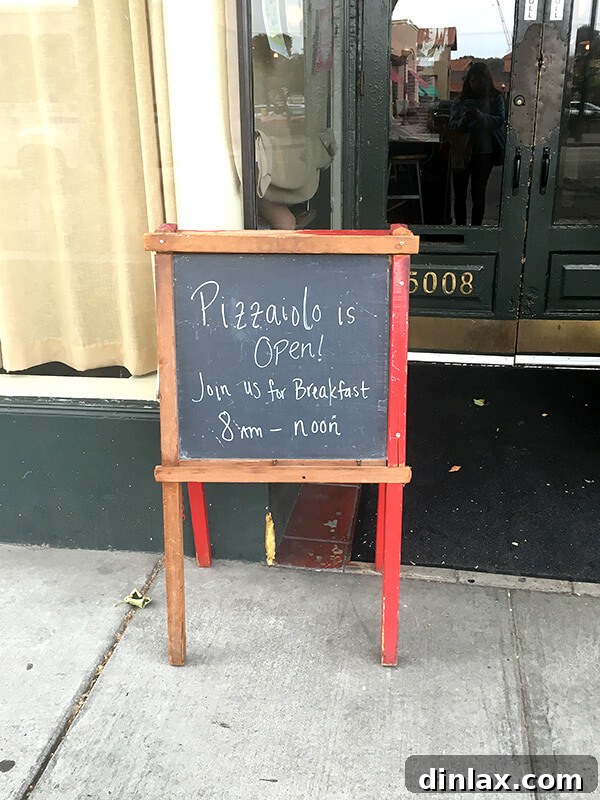 Pizzaiolo is
Open!
Join us for Breakfast
8am - noon
5008
dinlax.com